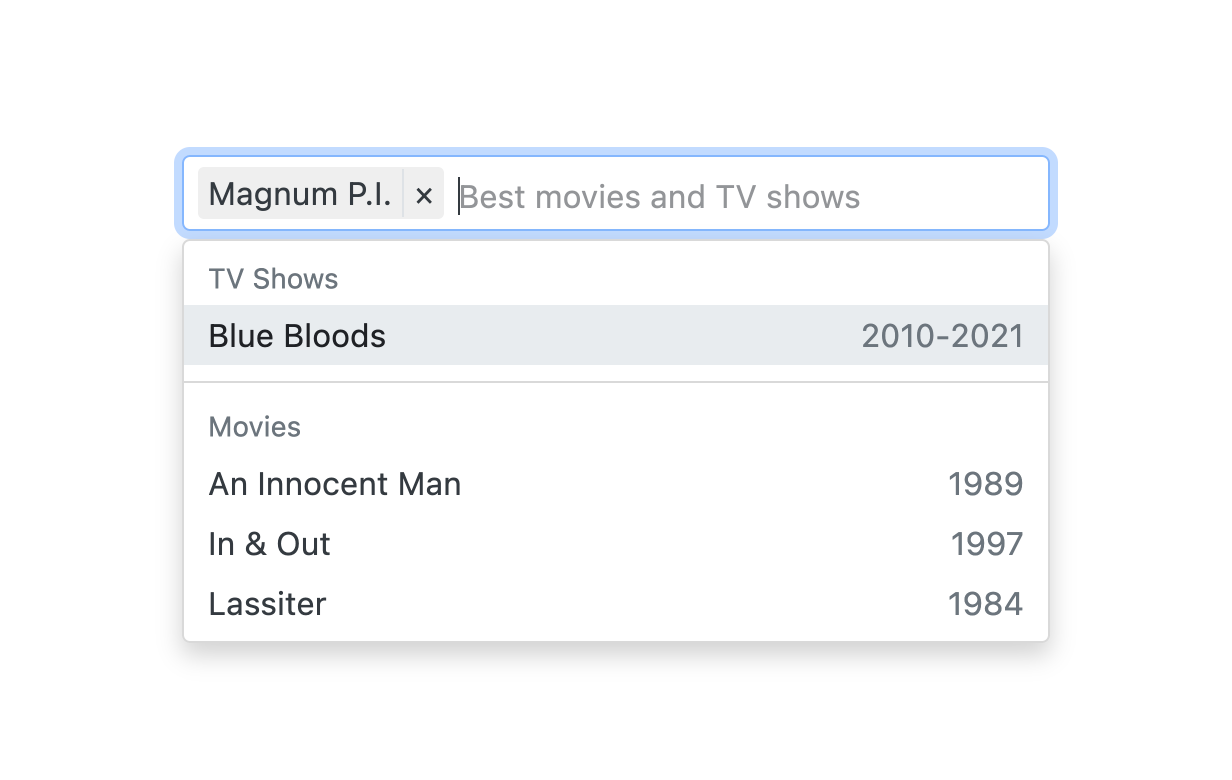 Magnum P.I. × Best movies and TV shows
TV Shows
Blue Bloods 2010-2021
Movies
An Innocent Man 1989
In & Out 1997
Lassiter 1984